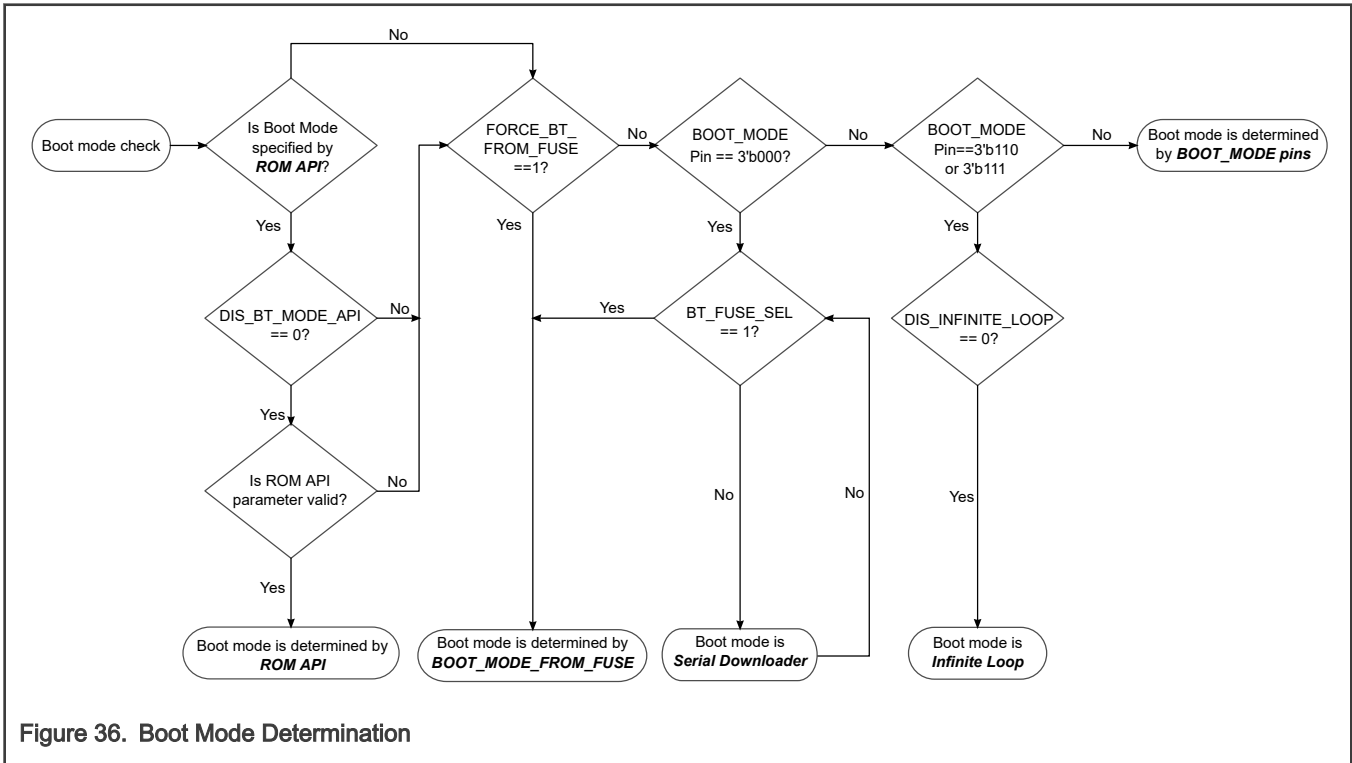 No
Boot mode check
Is Boot Mode
specified by
ROM API?
FORCE_BT_
FROM_FUSE
==1?
No
BOOT_MODE
Pin == 3'b000?
No
BOOT_MODE
Pin==3'b110
or 3'b111
No
Boot mode is determined
by BOOT_MODE pins
Yes
Yes
Yes
Yes
DIS_BT_MODE_API
== 0?
No
Yes
BT_FUSE_SEL
== 1?
DIS_INFINITE_LOOP
== 0?
Yes
Is ROM API
parameter valid?
No
No
No
Yes
Yes
Boot mode is determined by
ROM API
Boot mode is determined by
BOOT_MODE_FROM_FUSE
Boot mode is
Serial Downloader
Boot mode is
Infinite Loop
Figure 36. Boot Mode Determination